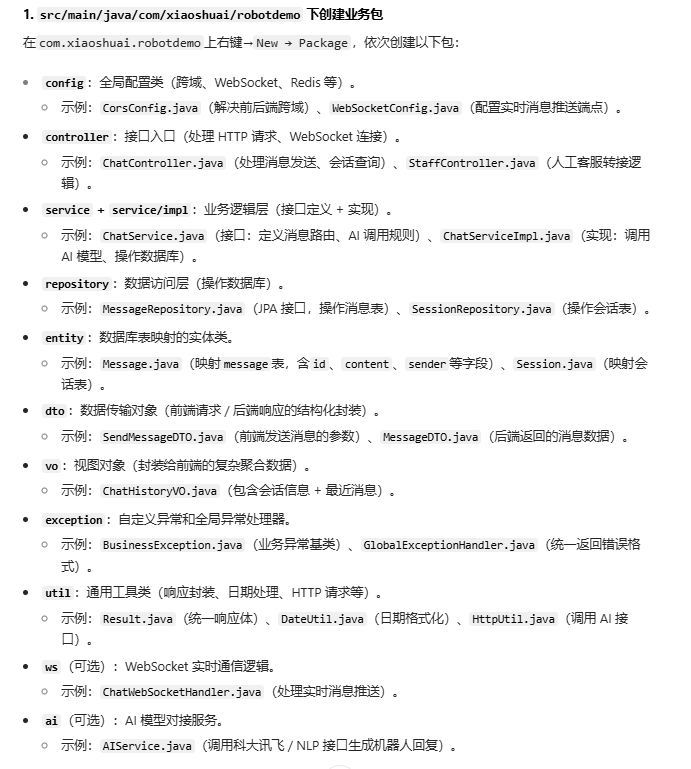 1. src/main/java/com/xiaoshuai/robotdemo 下创建业务包
在 com.xiaoshuai.robotdemo 上右键→ New → Package ，依次创建以下包：
config ：全局配置类（跨域、WebSocket、Redis 等）。
示例： CorsConfig.java （解决前后端跨域）、 WebSocketConfig.java （配置实时消息推送端点）。
controller ：接口入口（处理 HTTP 请求、WebSocket 连接）。
示例： ChatController.java （处理消息发送、会话查询）、 StaffController.java （人工客服转接逻
辑）。
service + service/impl ：业务逻辑层（接口定义 + 实现）。
示例： ChatService.java （接口：定义消息路由、AI 调用规则）、 ChatServiceImpl.java （实现：调用
AI 模型、操作数据库）。
repository ：数据访问层（操作数据库）。
示例： MessageRepository.java （JPA 接口，操作消息表）、 SessionRepository.java （操作会话表）。
entity ：数据库表映射的实体类。
示例： Message.java （映射 message 表，含 id 、 content 、 sender 等字段）、 Session.java （映射会
话表）。
dto ：数据传输对象（前端请求 / 后端响应的结构化封装）。
示例： SendMessageDTO.java （前端发送消息的参数）、 MessageDTO.java （后端返回的消息数据）。
vo ：视图对象（封装给前端的复杂聚合数据）。
示例： ChatHistoryVO.java （包含会话信息 + 最近消息）。
exception ：自定义异常和全局异常处理器。
示例： BusinessException.java （业务异常基类）、 GlobalExceptionHandler.java （统一返回错误格
式）。
util ：通用工具类（响应封装、日期处理、HTTP 请求等）。
示例： Result.java （统一响应体）、 DateUtil.java （日期格式化）、 HttpUtil.java （调用 AI 接
口）。
ws （可选）：WebSocket 实时通信逻辑。
示例： ChatWebSocketHandler.java （处理实时消息推送）。
ai （可选）：AI 模型对接服务。
示例： AIService.java （调用科大讯飞 / NLP 接口生成机器人回复）。